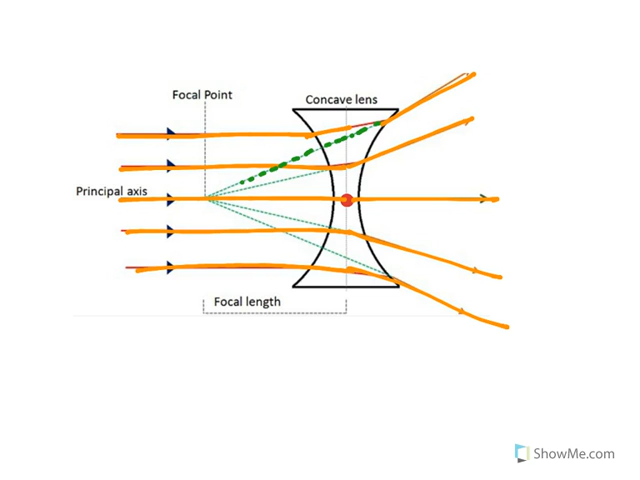 Focal Point
Concave lens
Principal axis
Focal length
ShowMe.com